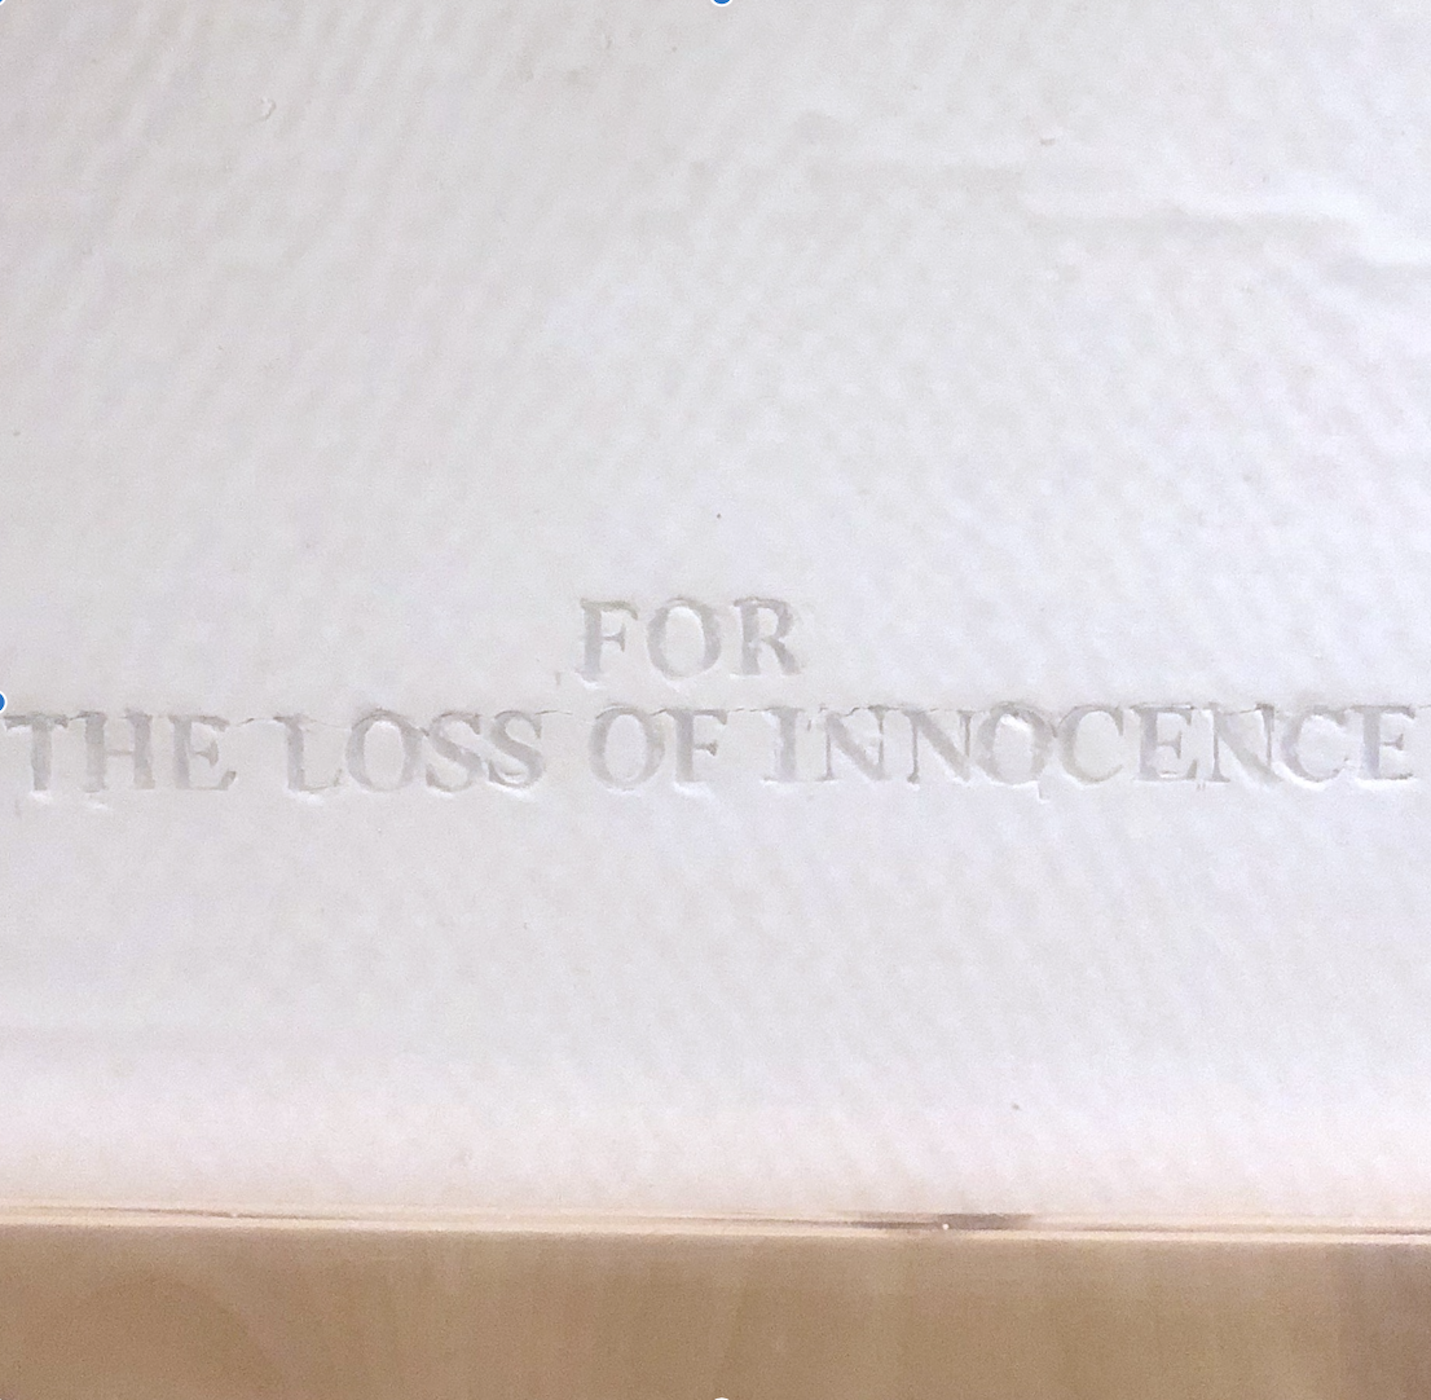 FOR
THE LOSS OF INNOCENCE